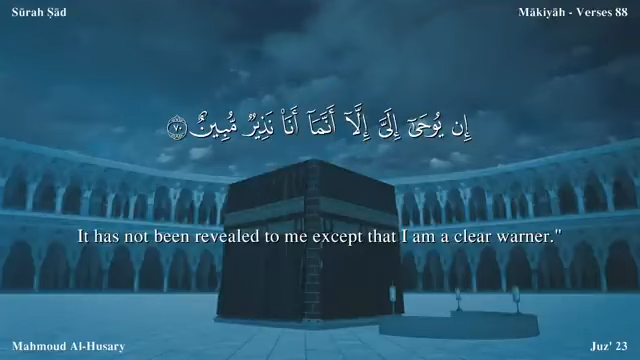 Sūrah Ṣād
Mākiyāh - Verses 88
إِن يُوحَىٰٓ إِلَىَّ إِلَّآ أَنَّمَآ أَنَا۠ نَذِيرٌ مُّبِينٌ ٧٠
It has not been revealed to me except that I am a clear warner."
Mahmoud Al-Husary
Juz' 23